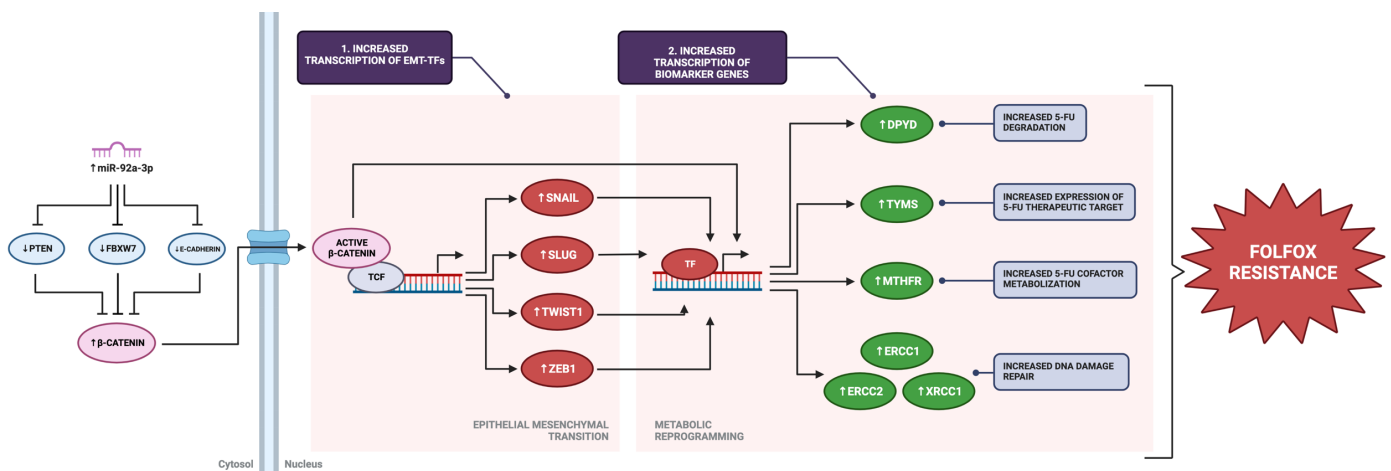 1. INCREASED
TRANSCRIPTION OF EMT-TFs
2. INCREASED
TRANSCRIPTION OF
BIOMARKER GENES
↑miR-92a-3p
↓PTEN
↓FBXW7
↓E-CADHERIN
↑β-CATENIN
ACTIVE
β-CATENIN
TCF
↑SNAIL
↑SLUG
↑TWIST1
↑ZEB1
EPITHELIAL MESENCHYMAL
TRANSITION
TF
METABOLIC
REPROGRAMMING
↑DPYD
INCREASED 5-FU
DEGRADATION
↑TYMS
INCREASED EXPRESSION OF
5-FU THERAPEUTIC TARGET
↑MTHFR
INCREASED 5-FU COFACTOR
METABOLIZATION
↑ERCC1
↑ERCC2
↑XRCC1
INCREASED DNA DAMAGE
REPAIR
FOLFOX
RESISTANCE
Cytosol
Nucleus